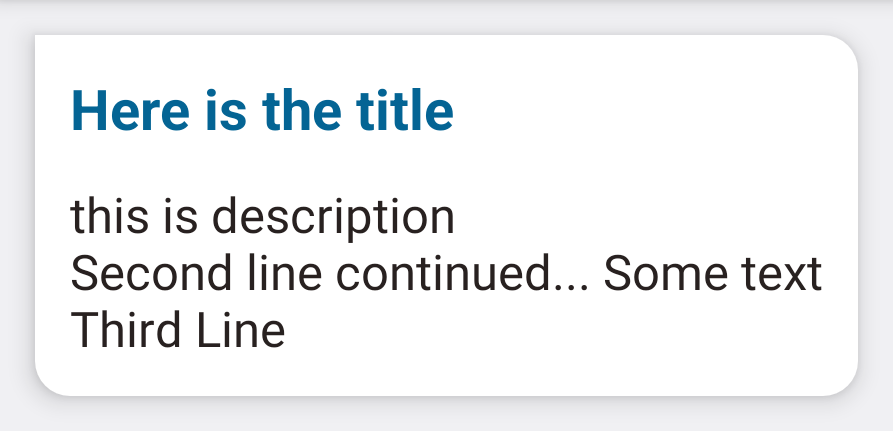 Here is the title
this is description
Second line continued... Some text
Third Line